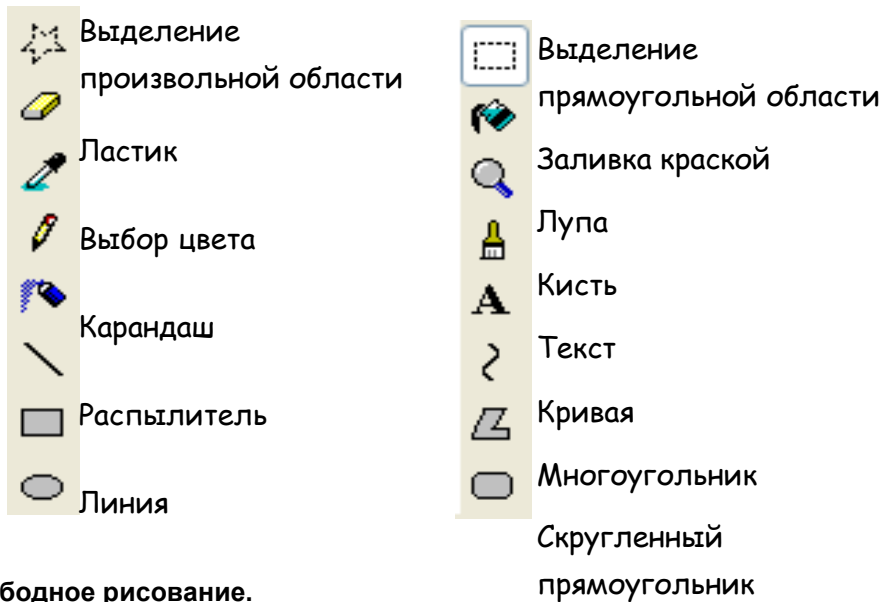 Выделение
произвольной области
Ластик
Выбор цвета
Карандаш
Распылитель
Линия
Выделение
прямоугольной области
Заливка краской
Лупа
Кисть
Текст
Кривая
Многоугольник
Скругленный
прямоугольник
бодное рисование.